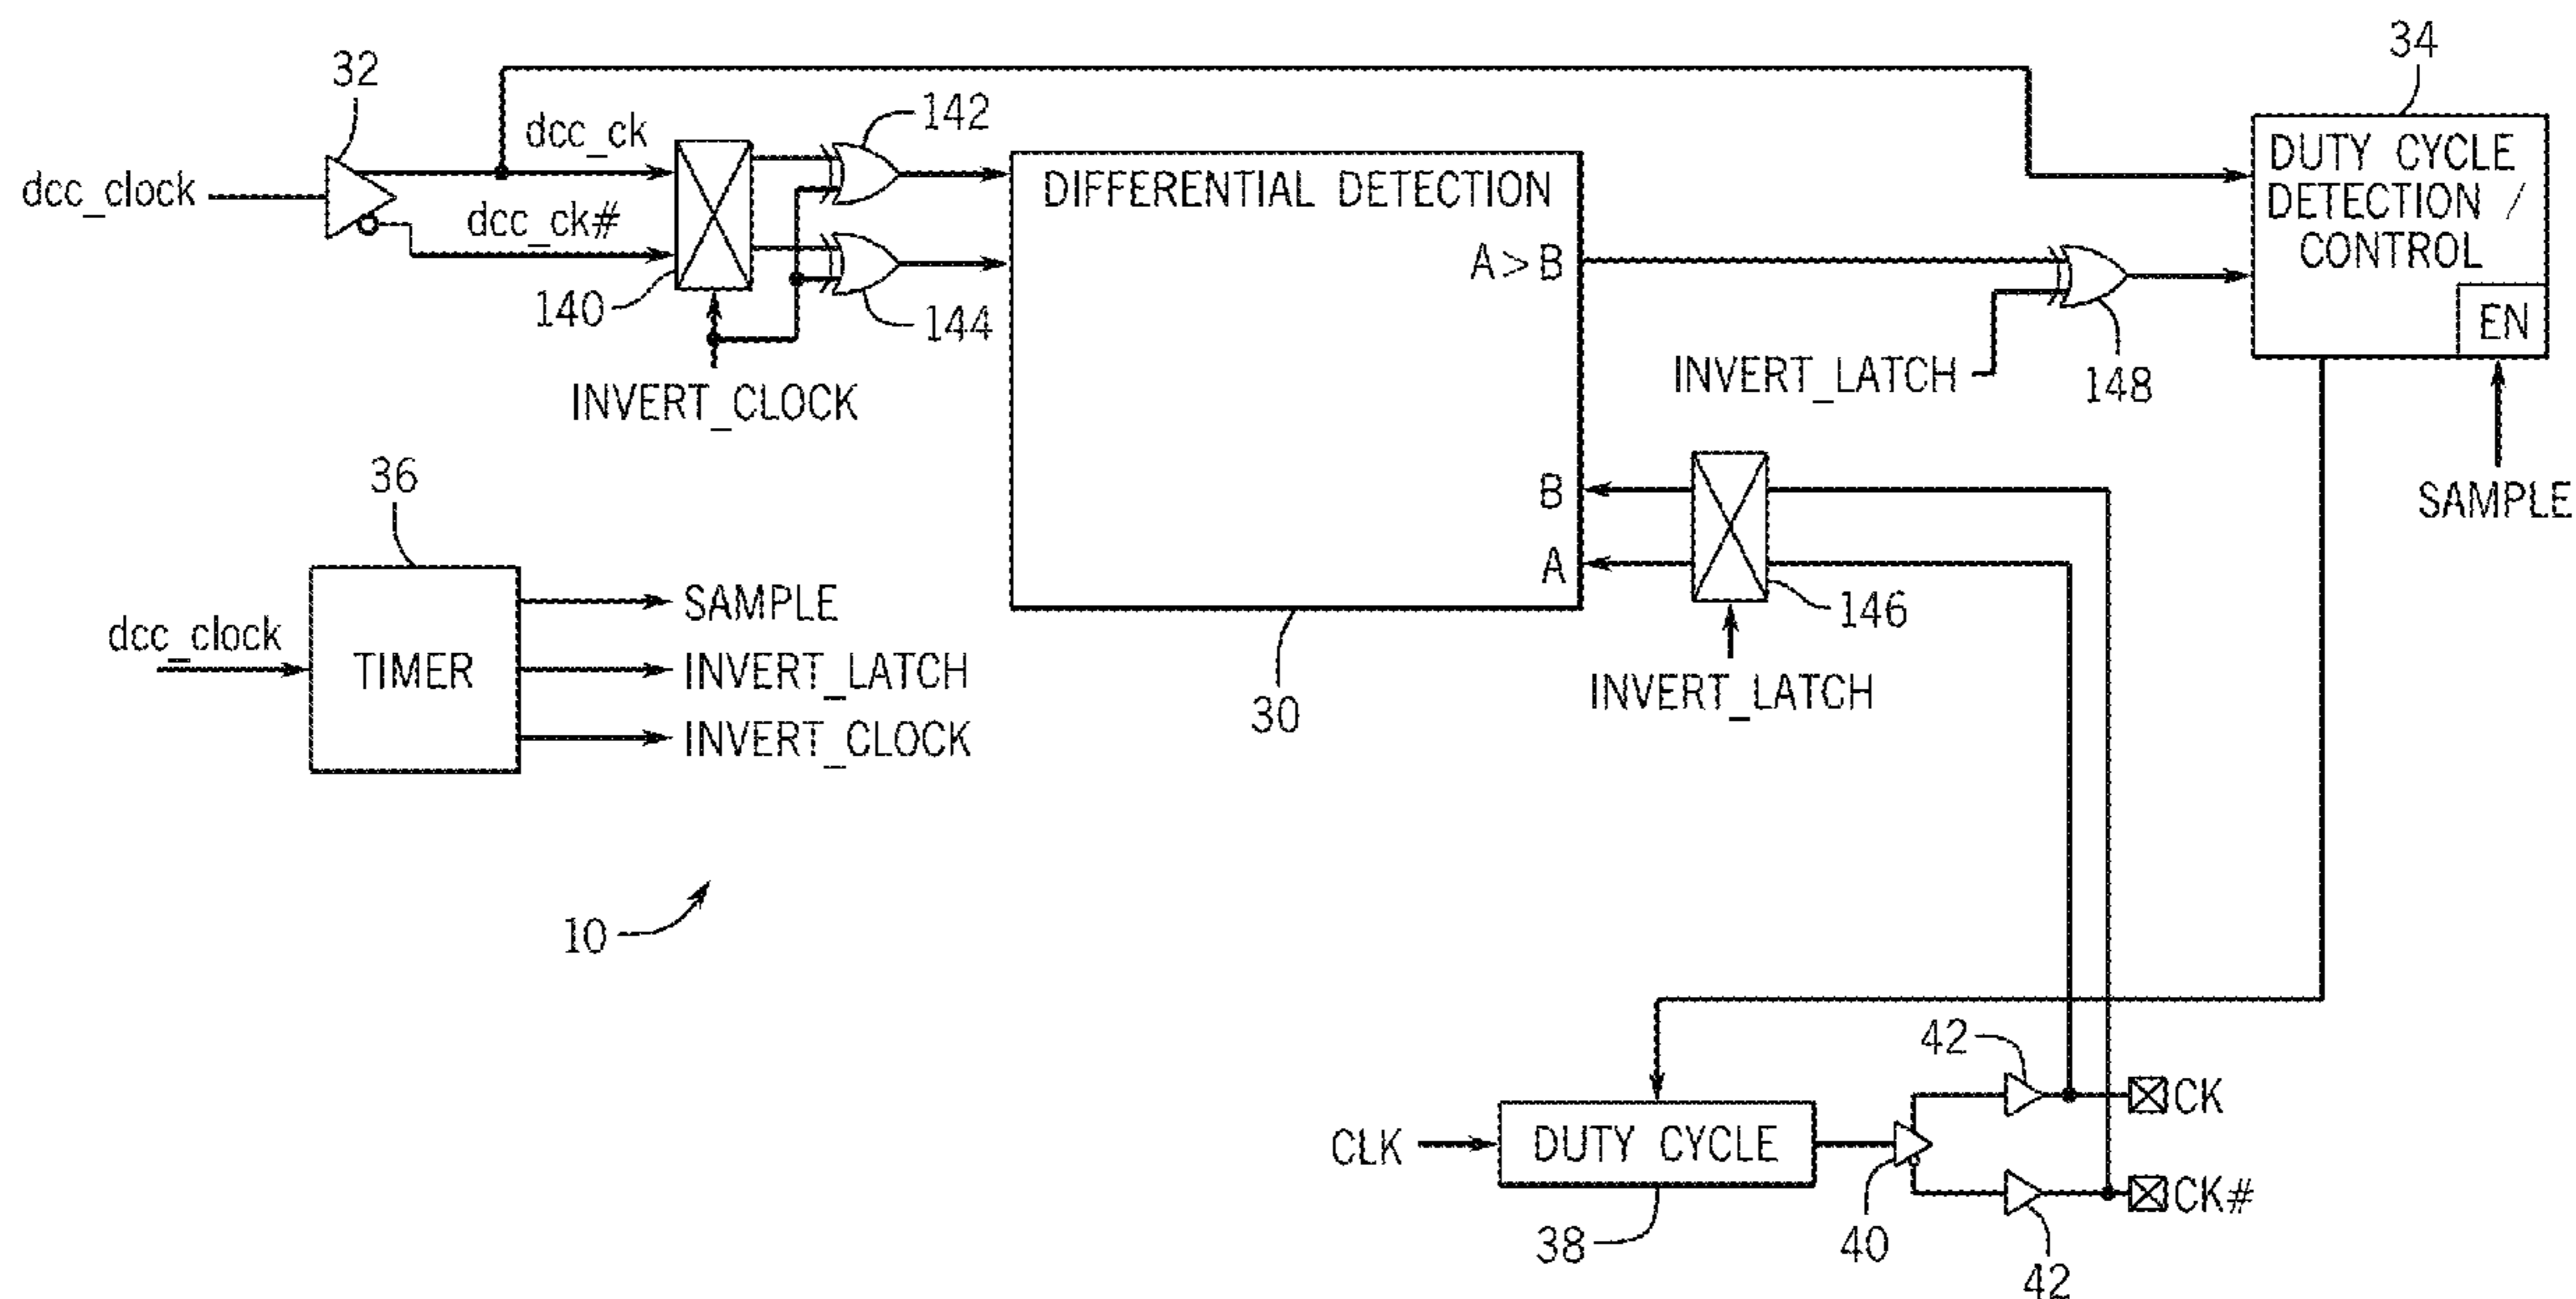 34
32
142
dcc_ck
DUTY CYCLE
DETECTION /
CONTROL
EN
dcc_clock
DIFFERENTIAL DETECTION
dcc_ck#
A>B
140
144
INVERT_LATCH
148
INVERT_CLOCK
36
B
SAMPLE
A
146
SAMPLE
dcc_clock
TIMER
INVERT_LATCH
INVERT_LATCH
30
INVERT_CLOCK
10
42
CK
CLK
DUTY CYCLE
CK#
38
40
42